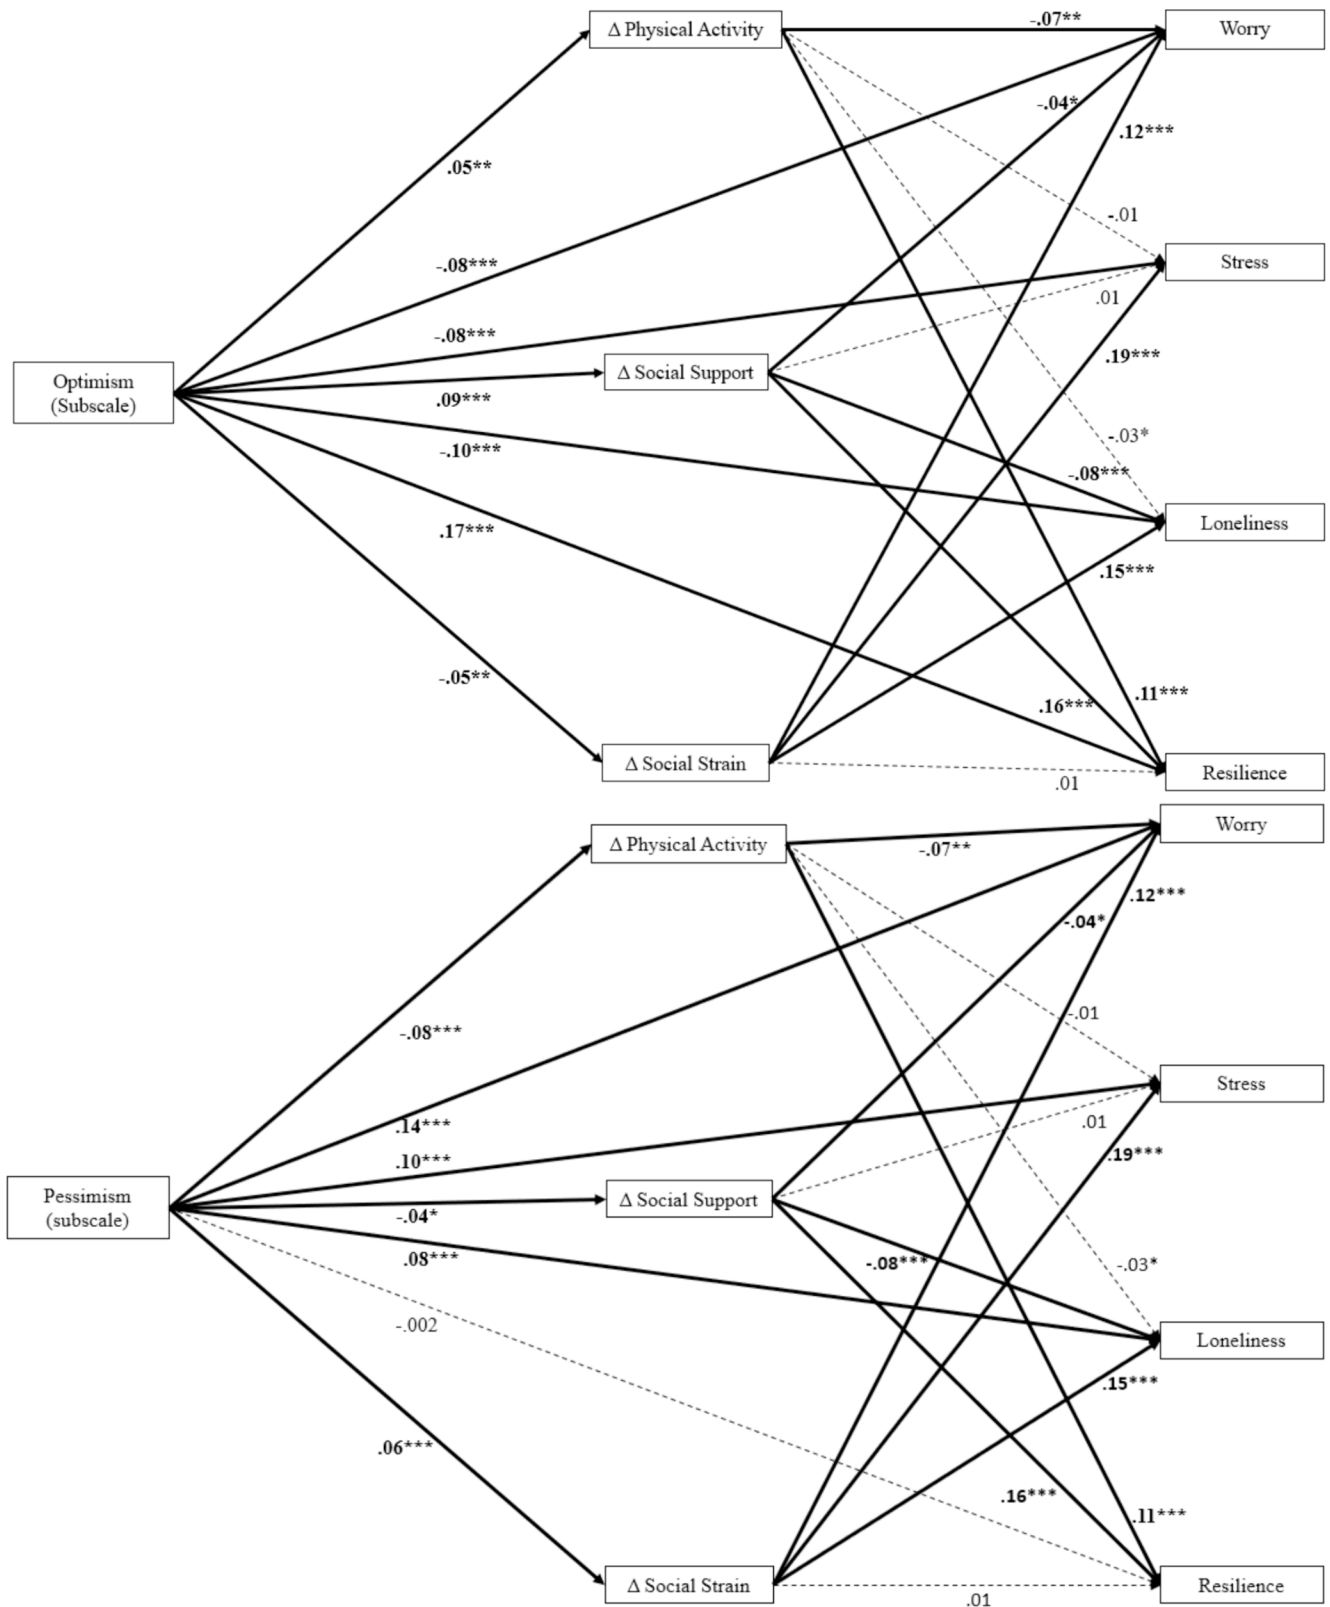 Δ Physical Activity
-.07**
Worry
-.04*
.12***
.05**
-.01
-.08***
Stress
.01
-.08***
.19***
Δ Social Support
Optimism
(Subscale)
.09***
-.03*
-.10***
-.08***
Loneliness
.17***
.15***
-.05**
.11***
.16***
Δ Social Strain
Resilience
.01
Worry
Δ Physical Activity
-.07**
.12***
-.04*
-.01
-.08***
Stress
.14***
.01
.10***
.19***
Pessimism
(subscale)
Δ Social Support
-.04*
.08***
-.08***
-.03*
-.002
Loneliness
.15***
.06***
.16***
.11***
Δ Social Strain
Resilience
.01